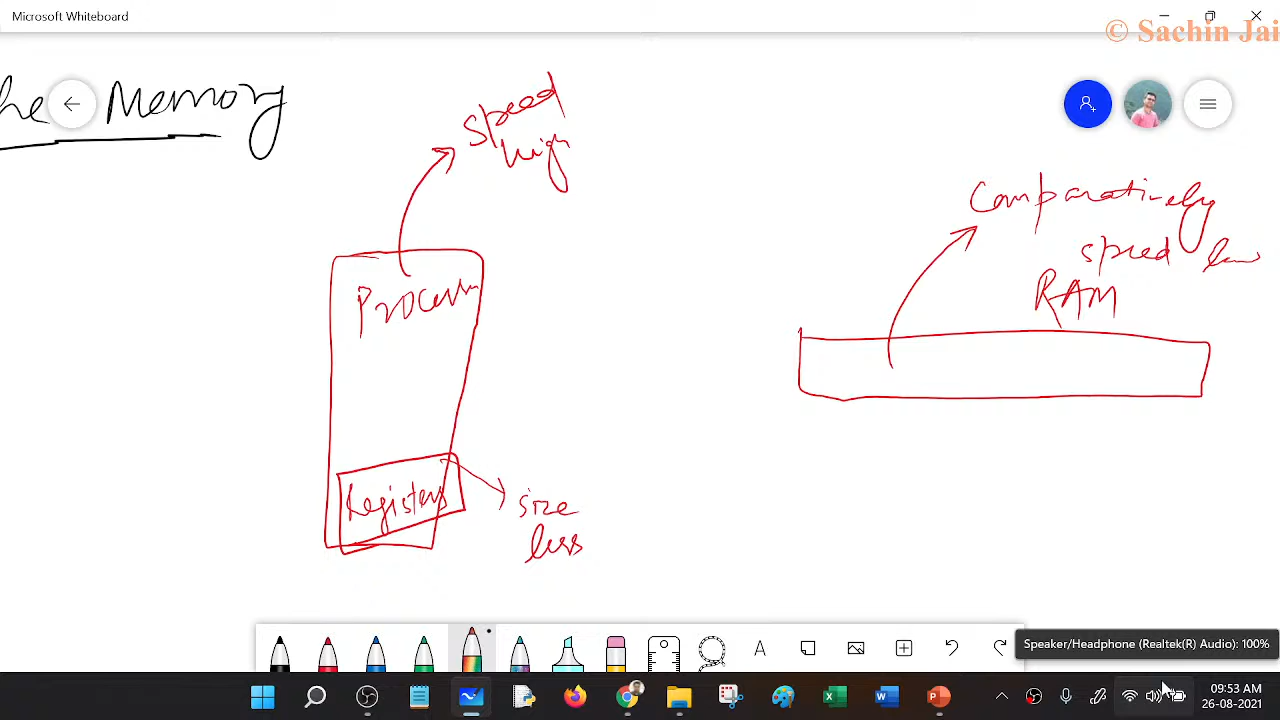 Microsoft Whiteboard
© Sachin Jai
he Memory
Speed
high
Comparatively
speed low
RAM
Processor
Registers
size
less
A
Speaker/Headphone (Realtek(R) Audio): 100%
09:53 AM
26-08-2021